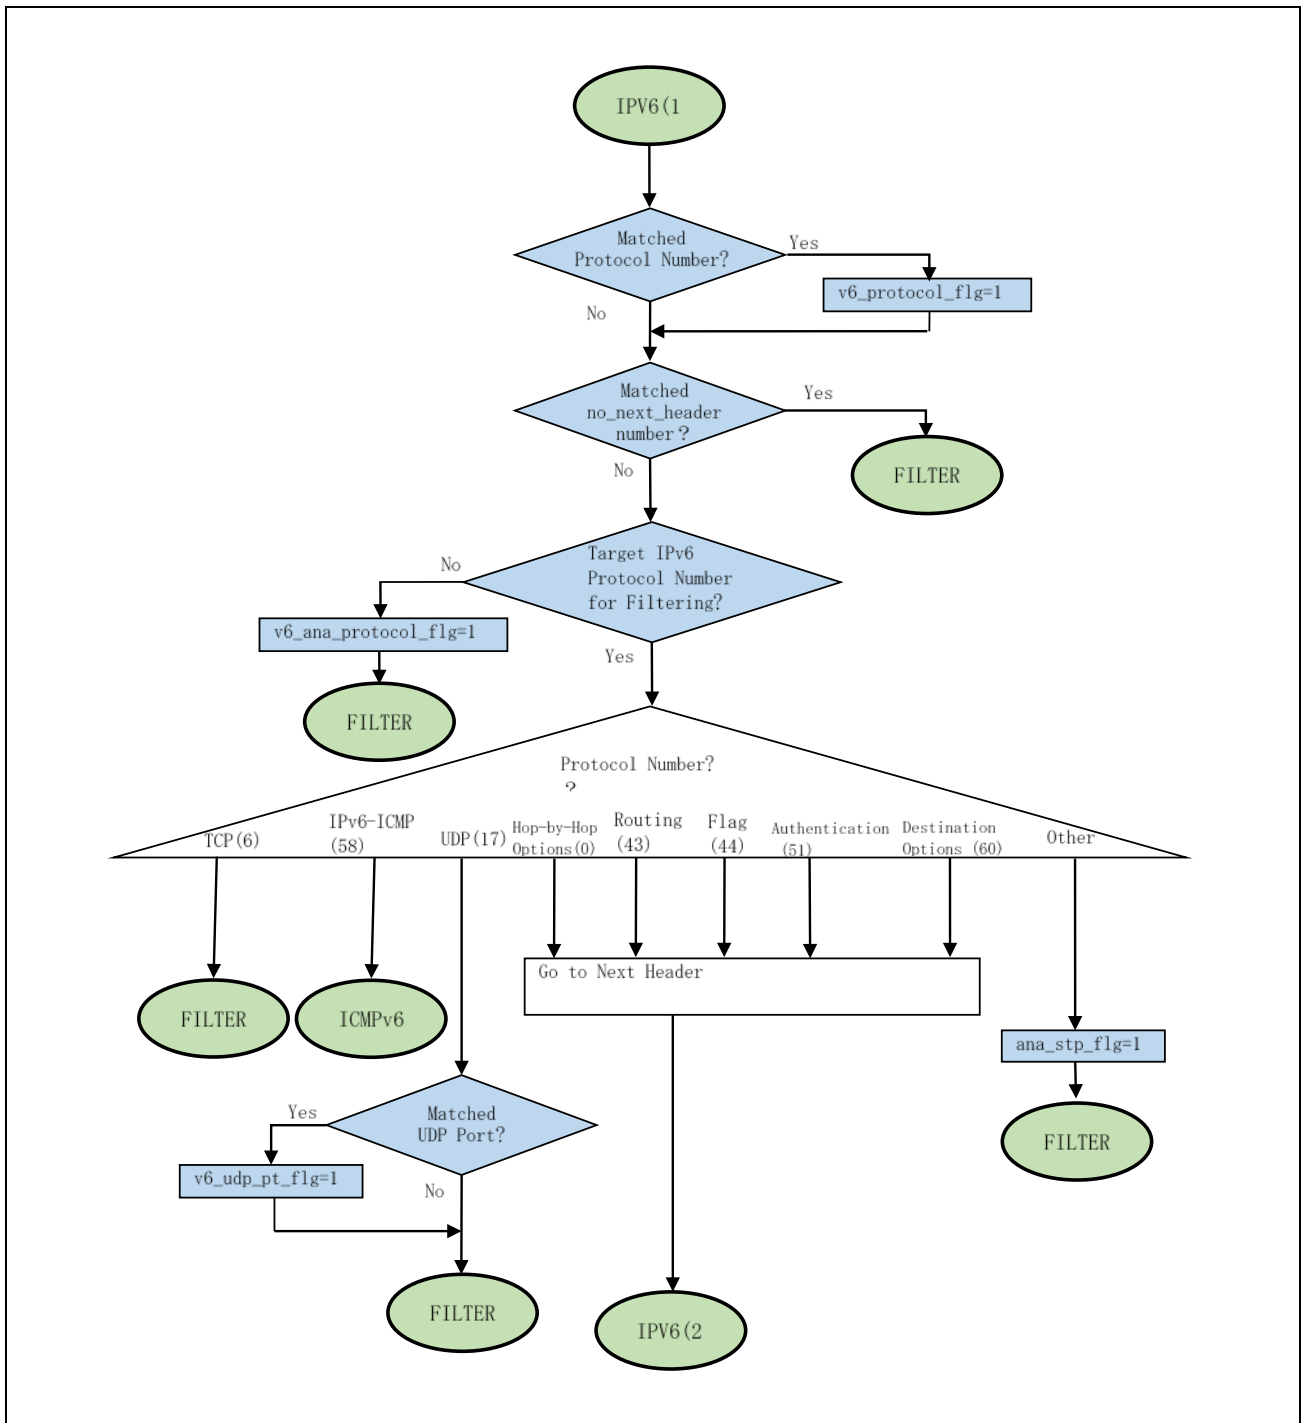 IPV6(1
Matched
Protocol Number?
Yes
v6_protocol_flg=1
No
Matched
no_next_header
number？
Yes
FILTER
No
Target IPv6
Protocol Number
for Filtering?
No
v6_ana_protocol_flg=1
FILTER
Yes
Protocol Number?
？
TCP(6)
IPv6-ICMP
(58)
UDP(17)
Hop-by-Hop
Options(0)
Routing
(43)
Flag
(44)
Authentication
(51)
Destination
Options (60)
Other
Go to Next Header
FILTER
ICMPv6
ana_stp_flg=1
FILTER
Matched
UDP Port?
Yes
v6_udp_pt_flg=1
No
FILTER
IPV6(2